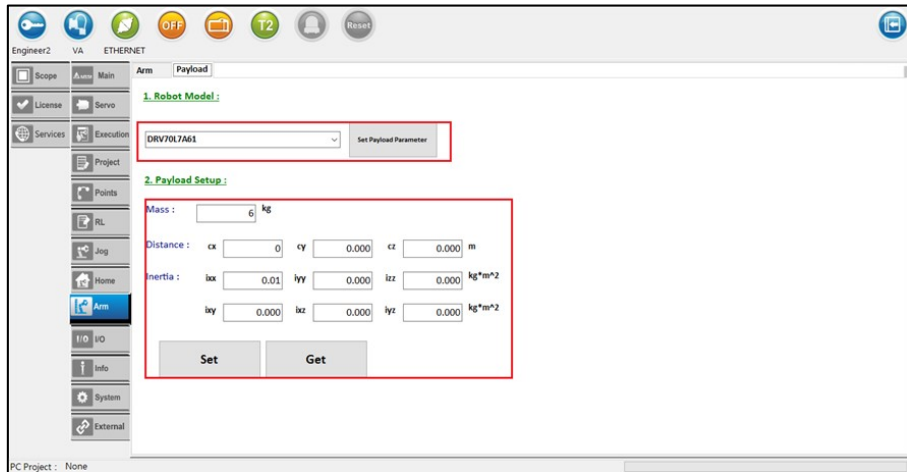 OFF T2 Reset
Engineer2 VA ETHERNET
Scope
License
Services
Main
Servo
Execution
Project
Points
RL
Jog
Home
Arm
I/O I/O
Info
System
External
Arm Payload
1. Robot Model :
DRV70L7A61 Set Payload Parameter
2. Payload Setup :
Mass : 6 kg
Distance : cx 0 cy 0.000 cz 0.000 m
Inertia : ixx 0.01 iyy 0.000 izz 0.000 kg*m^2
ixy 0.000 ixz 0.000 iyz 0.000 kg*m^2
Set Get
PC Project : None